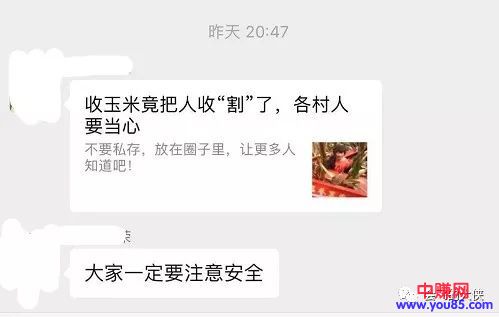 昨天 20:47
收玉米竟把人收“割”了，各村人
要当心
不要私存，放在圈子里，让更多人
知道吧！
大家一定要注意安全
中赚网
www.you85.com